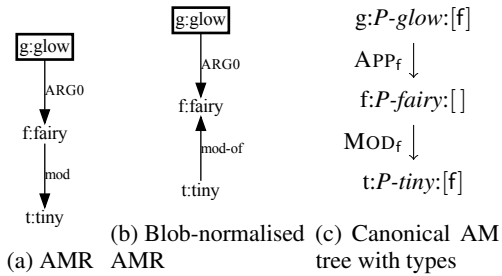 g:glow
ARG0
f:fairy
mod
t:tiny
(a) AMR
g:glow
ARG0
f:fairy
mod-of
t:tiny
(b) Blob-normalised
AMR
g:P-glow:[f]
APPf
f:P-fairy:[ ]
MODf
t:P-tiny:[f]
(c) Canonical AM
tree with types